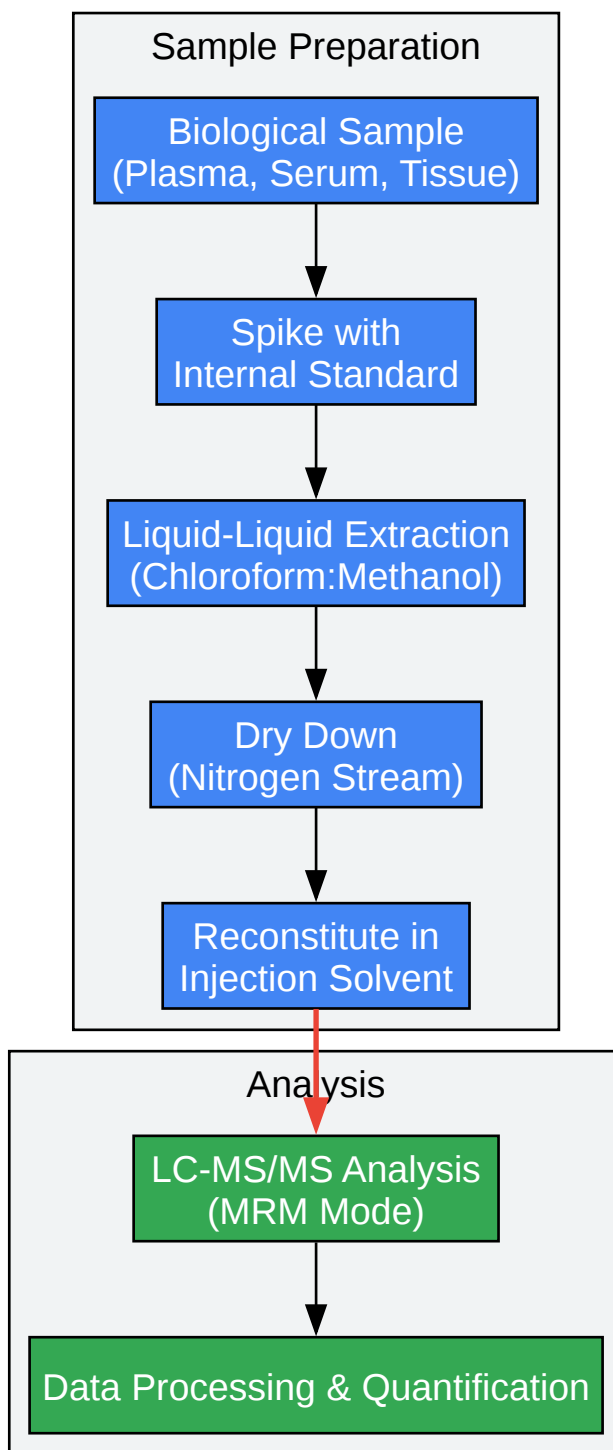 Sample Preparation
Biological Sample
(Plasma, Serum, Tissue)
Spike with
Internal Standard
Liquid-Liquid Extraction
(Chloroform:Methanol)
Dry Down
(Nitrogen Stream)
Reconstitute in
Injection Solvent
Analysis
LC-MS/MS Analysis
(MRM Mode)
Data Processing & Quantification